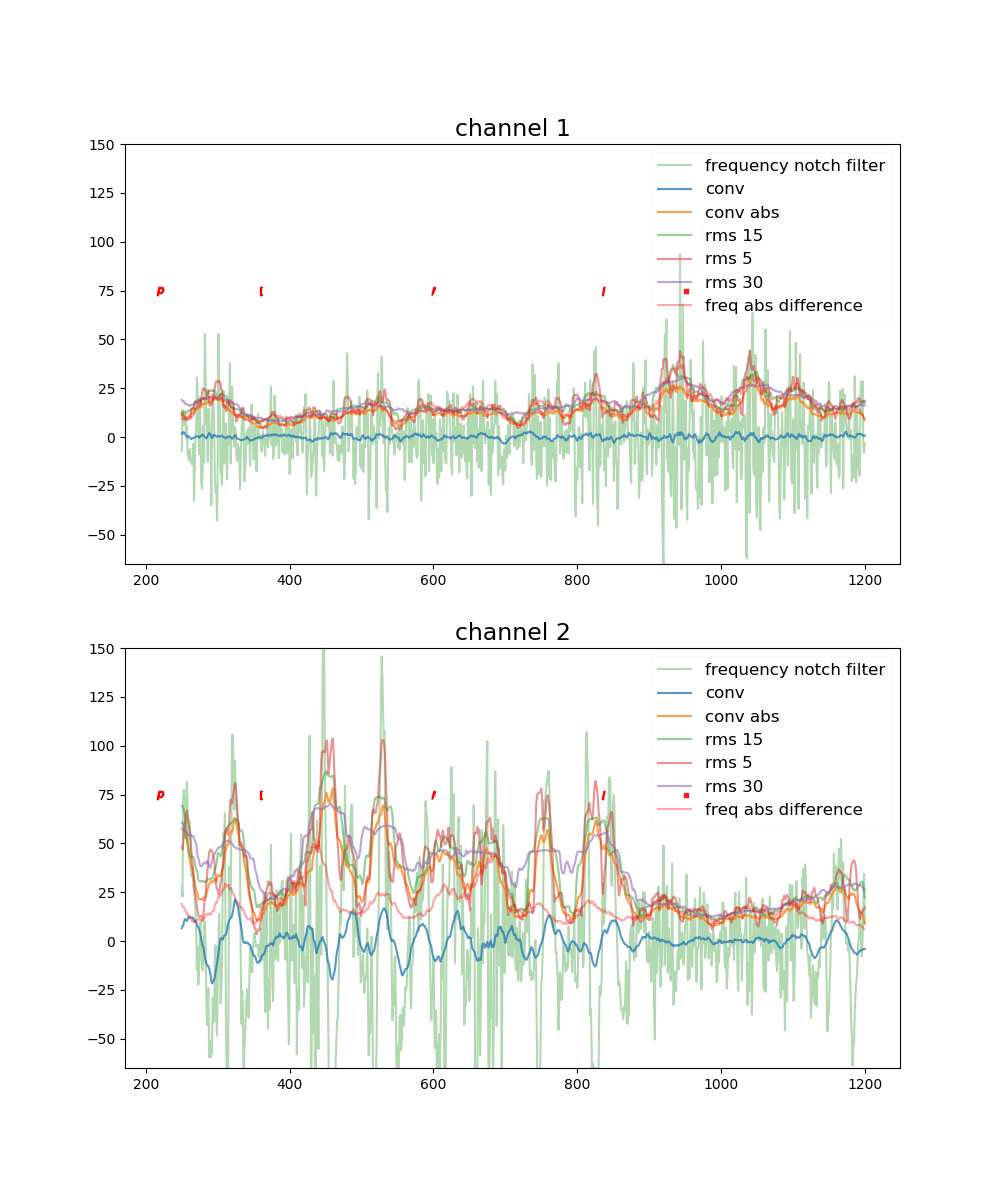 channel 1
150
125
100
75
50
25
0
−25
−50
frequency notch filter
conv
conv abs
rms 15
rms 5
rms 30
freq abs difference
p
200 400 600 800 1000 1200
channel 2
150
125
100
75
50
25
0
−25
−50
frequency notch filter
conv
conv abs
rms 15
rms 5
rms 30
freq abs difference
p
200 400 600 800 1000 1200